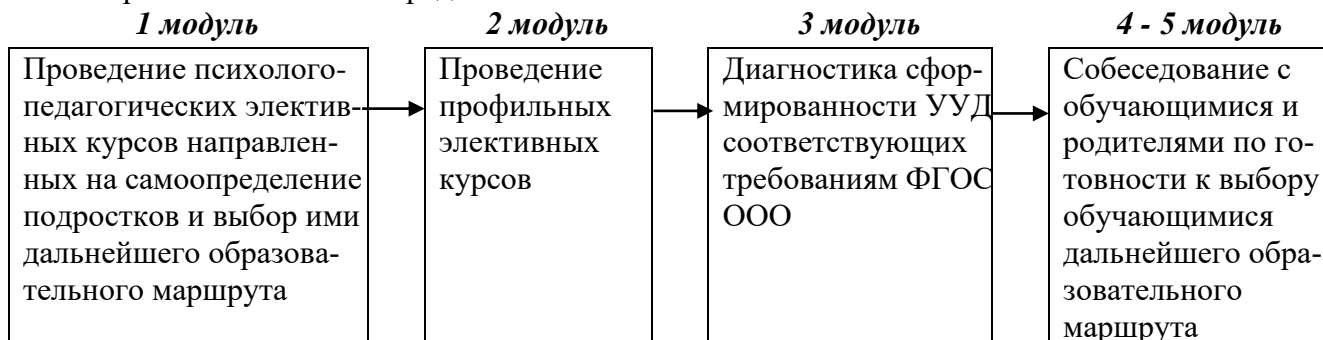 1 модуль
Проведение психолого-
педагогических электив-
ных курсов направлен-
ных на самоопределение
подростков и выбор ими
дальнейшего образова-
тельного маршрута
2 модуль
Проведение
профильных
элективных
курсов
3 модуль
Диагностика сфор-
мированности УУД
соответствующих
требованиям ФГОС
ООО
4 - 5 модуль
Собеседование с
обучающимися и
родителями по го-
товности к выбору
обучающимися
дальнейшего обра-
зовательного
маршрута